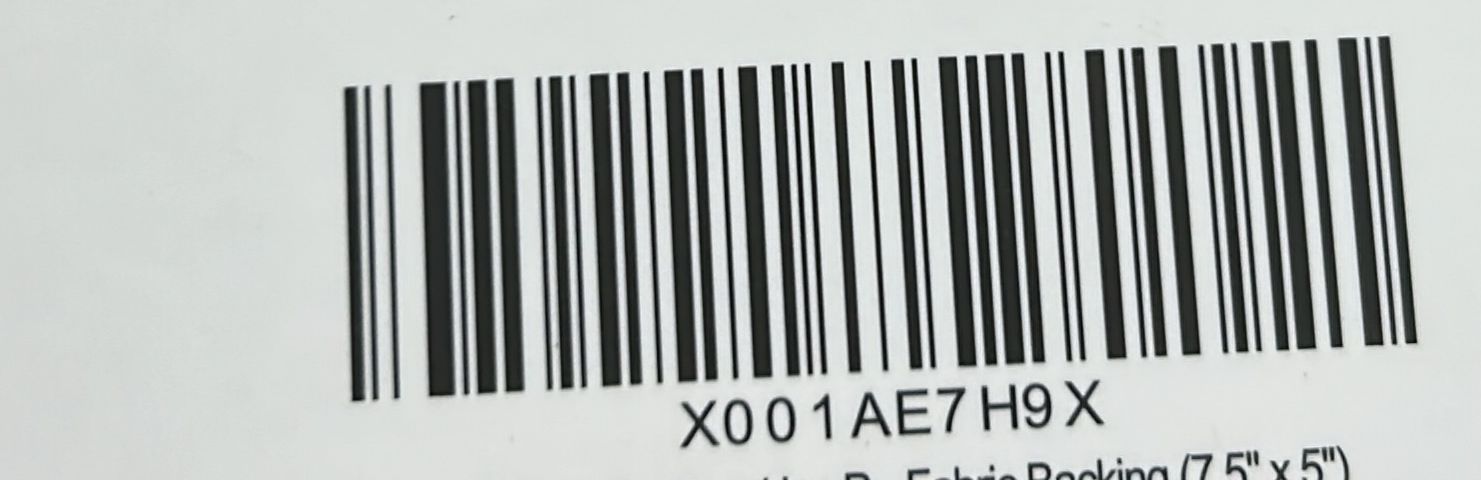 X001AE7H9X
Fabric Backing (7.5" x 5")